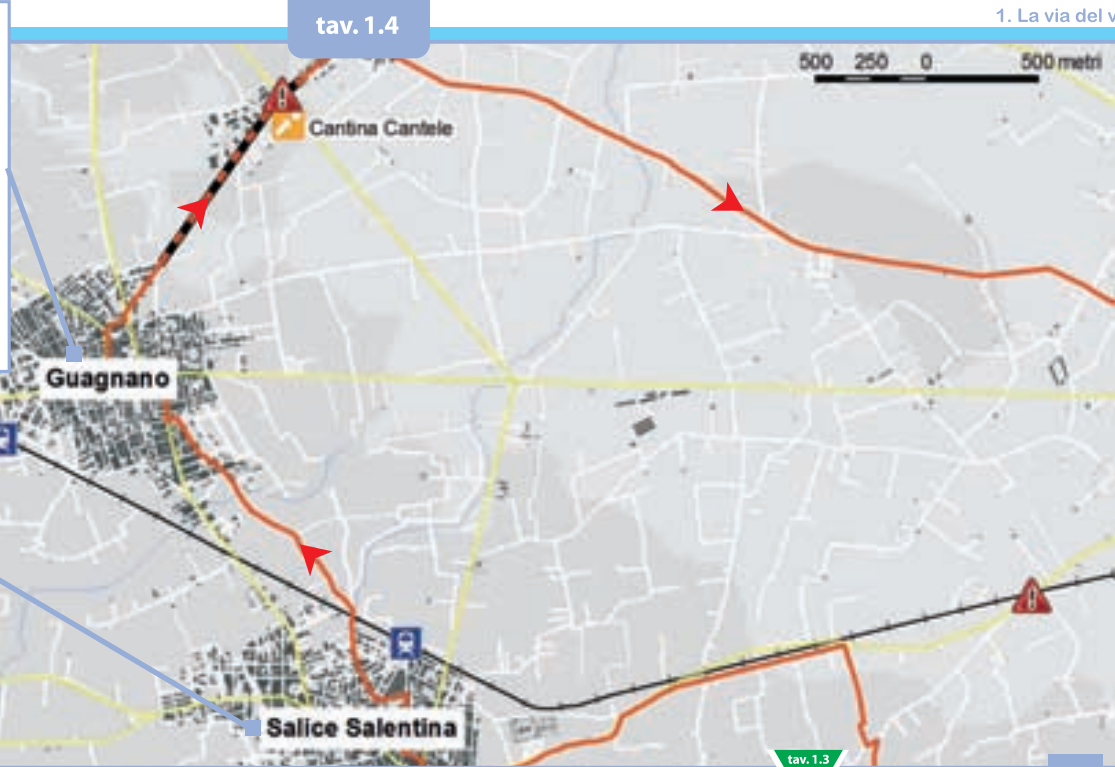 tav. 1.4
1. La via del v
500 250 0 500 metri
Cantina Cantele
Guagnano
Salice Salentina
tav. 1.3